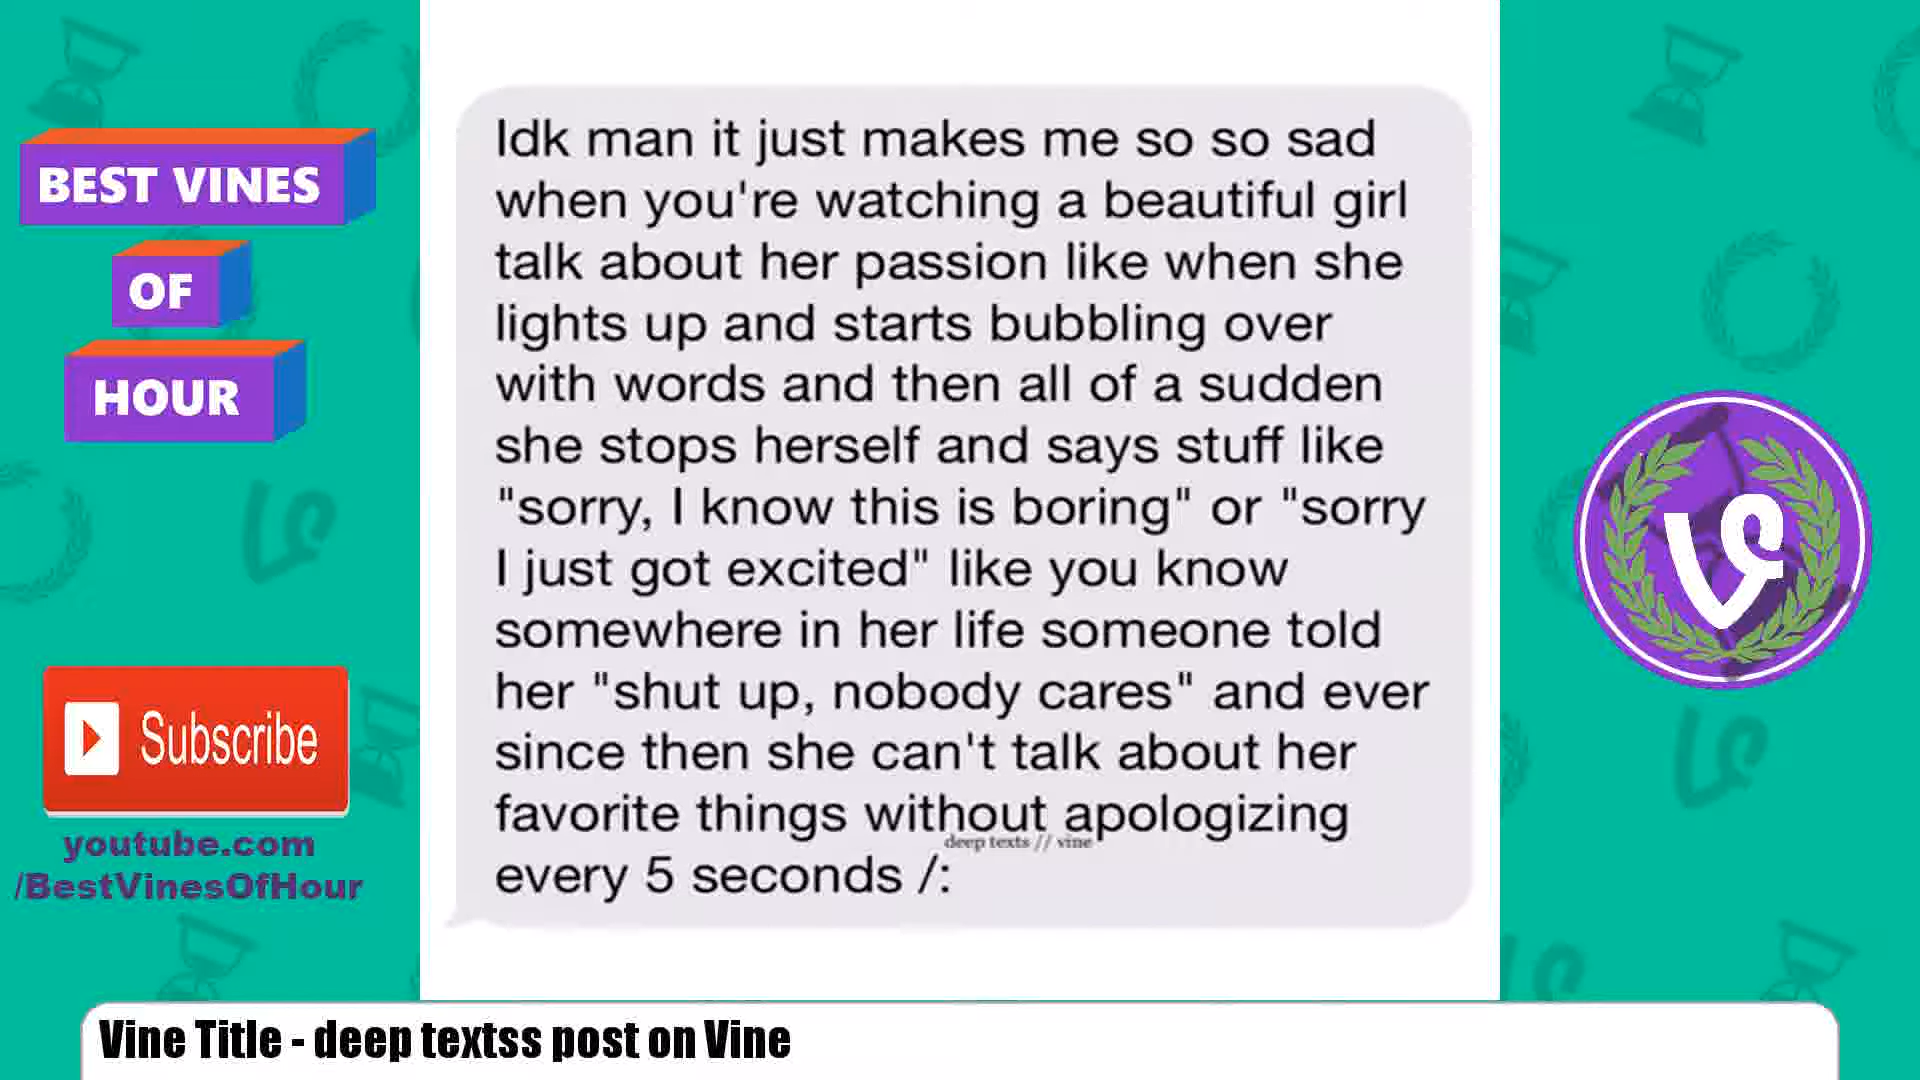 BEST VINES
OF
HOUR
Idk man it just makes me so so sad
when you're watching a beautiful girl
talk about her passion like when she
lights up and starts bubbling over
with words and then all of a sudden
she stops herself and says stuff like
"sorry, I know this is boring" or "sorry
I just got excited" like you know
somewhere in her life someone told
her "shut up, nobody cares" and ever
since then she can't talk about her
favorite things without apologizing
deep texts // vine
every 5 seconds /:
Subscribe
youtube.com
/BestVinesOfHour
Vine Title - deep textss post on Vine